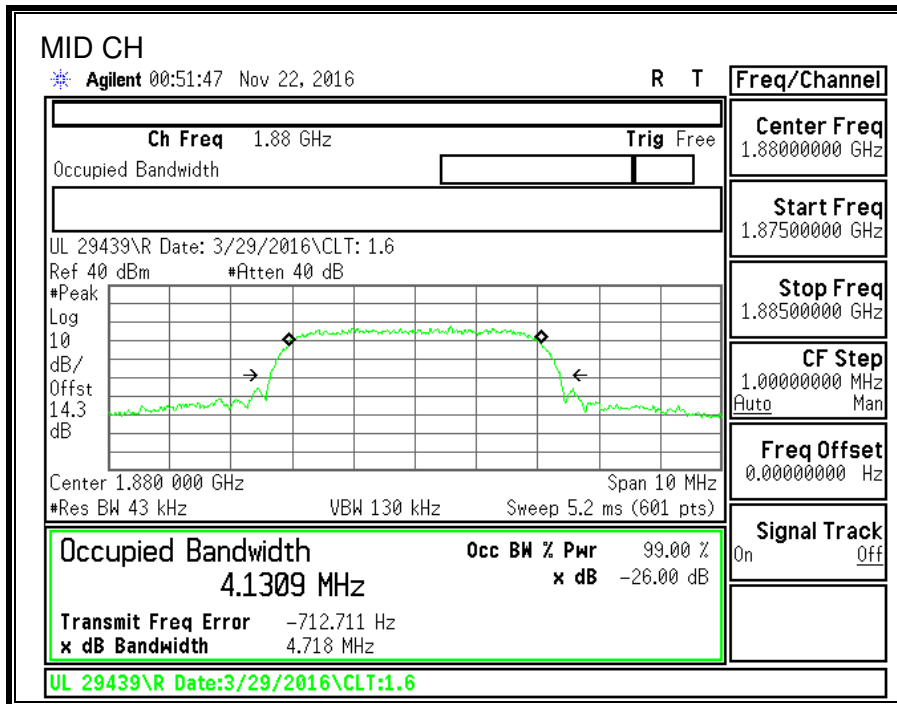 MID CH
Agilent 00:51:47 Nov 22, 2016 R T
Freq/Channel
Ch Freq 1.88 GHz Trig Free
Occupied Bandwidth
Center Freq
1.88000000 GHz
Start Freq
1.87500000 GHz
Stop Freq
1.88500000 GHz
CF Step
1.00000000 MHz
Auto Man
Freq Offset
0.00000000 Hz
Signal Track
On Off
UL 29439\R Date: 3/29/2016\CLT: 1.6
Ref 40 dBm #Atten 40 dB
#Peak
Log
10
dB/
Offst
14.3
dB
Center 1.880 000 GHz Span 10 MHz
#Res BW 43 kHz VBW 130 kHz Sweep 5.2 ms (601 pts)
Occupied Bandwidth Occ BW % Pwr 99.00 %
4.1309 MHz x dB -26.00 dB
Transmit Freq Error -712.711 Hz
x dB Bandwidth 4.718 MHz
UL 29439\R Date:3/29/2016\CLT:1.6